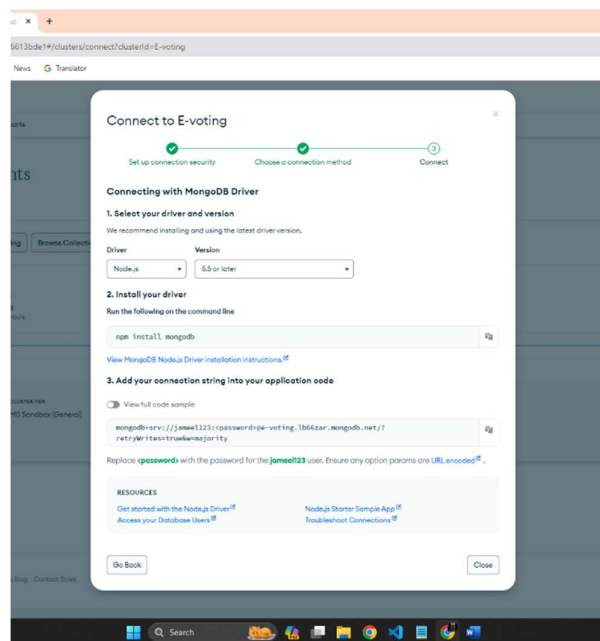 6613bde1#/clusters/connect?clusterId=E-voting
News Translator
Connect to E-voting
Set up connection security
Choose a connection method
3
Connect
Connecting with MongoDB Driver
1. Select your driver and version
We recommend installing and using the latest driver version.
Driver Version
Node.js 5.5 or later
2. Install your driver
Run the following on the command line
npm install mongodb
View MongoDB Node.js Driver installation instructions.
3. Add your connection string into your application code
View full code sample
mongodb+srv://jameel123:<password>@e-voting.lb66zar.mongodb.net/?
retryWrites=true&w=majority
Replace <password> with the password for the jameel123 user. Ensure any option params are URL encoded.
RESOURCES
Get started with the Node.js Driver Node.js Starter Sample App
Access your Database Users Troubleshoot Connections
Go Back Close
Browse Collecti
CLUSTER TIER
M0 Sandbox (General)
Blog Contact Sales
Search